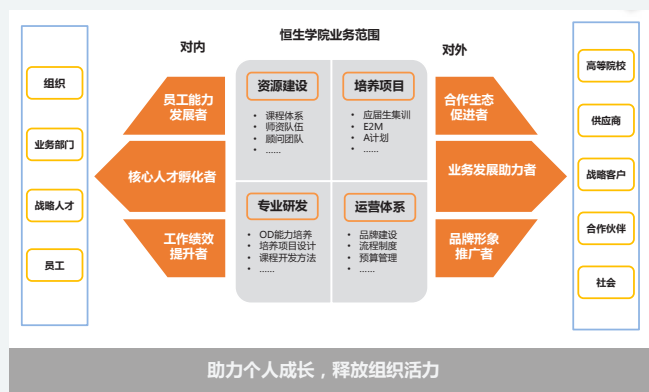 恒生学院业务范围
对内
对外
组织
业务部门
战略人才
员工
员工能力
发展者
核心人才孵化者
工作绩效
提升者
资源建设
• 课程体系
• 师资队伍
• 顾问团队
• ……
培养项目
• 应届生集训
• E2M
• A计划
• ……
专业研发
• OD能力培养
• 培养项目设计
• 课程开发方法
• ……
运营体系
• 品牌建设
• 流程制度
• 预算管理
• ……
合作生态
促进者
业务发展助力者
品牌形象
推广者
高等院校
供应商
战略客户
合作伙伴
社会
助力个人成长，释放组织活力